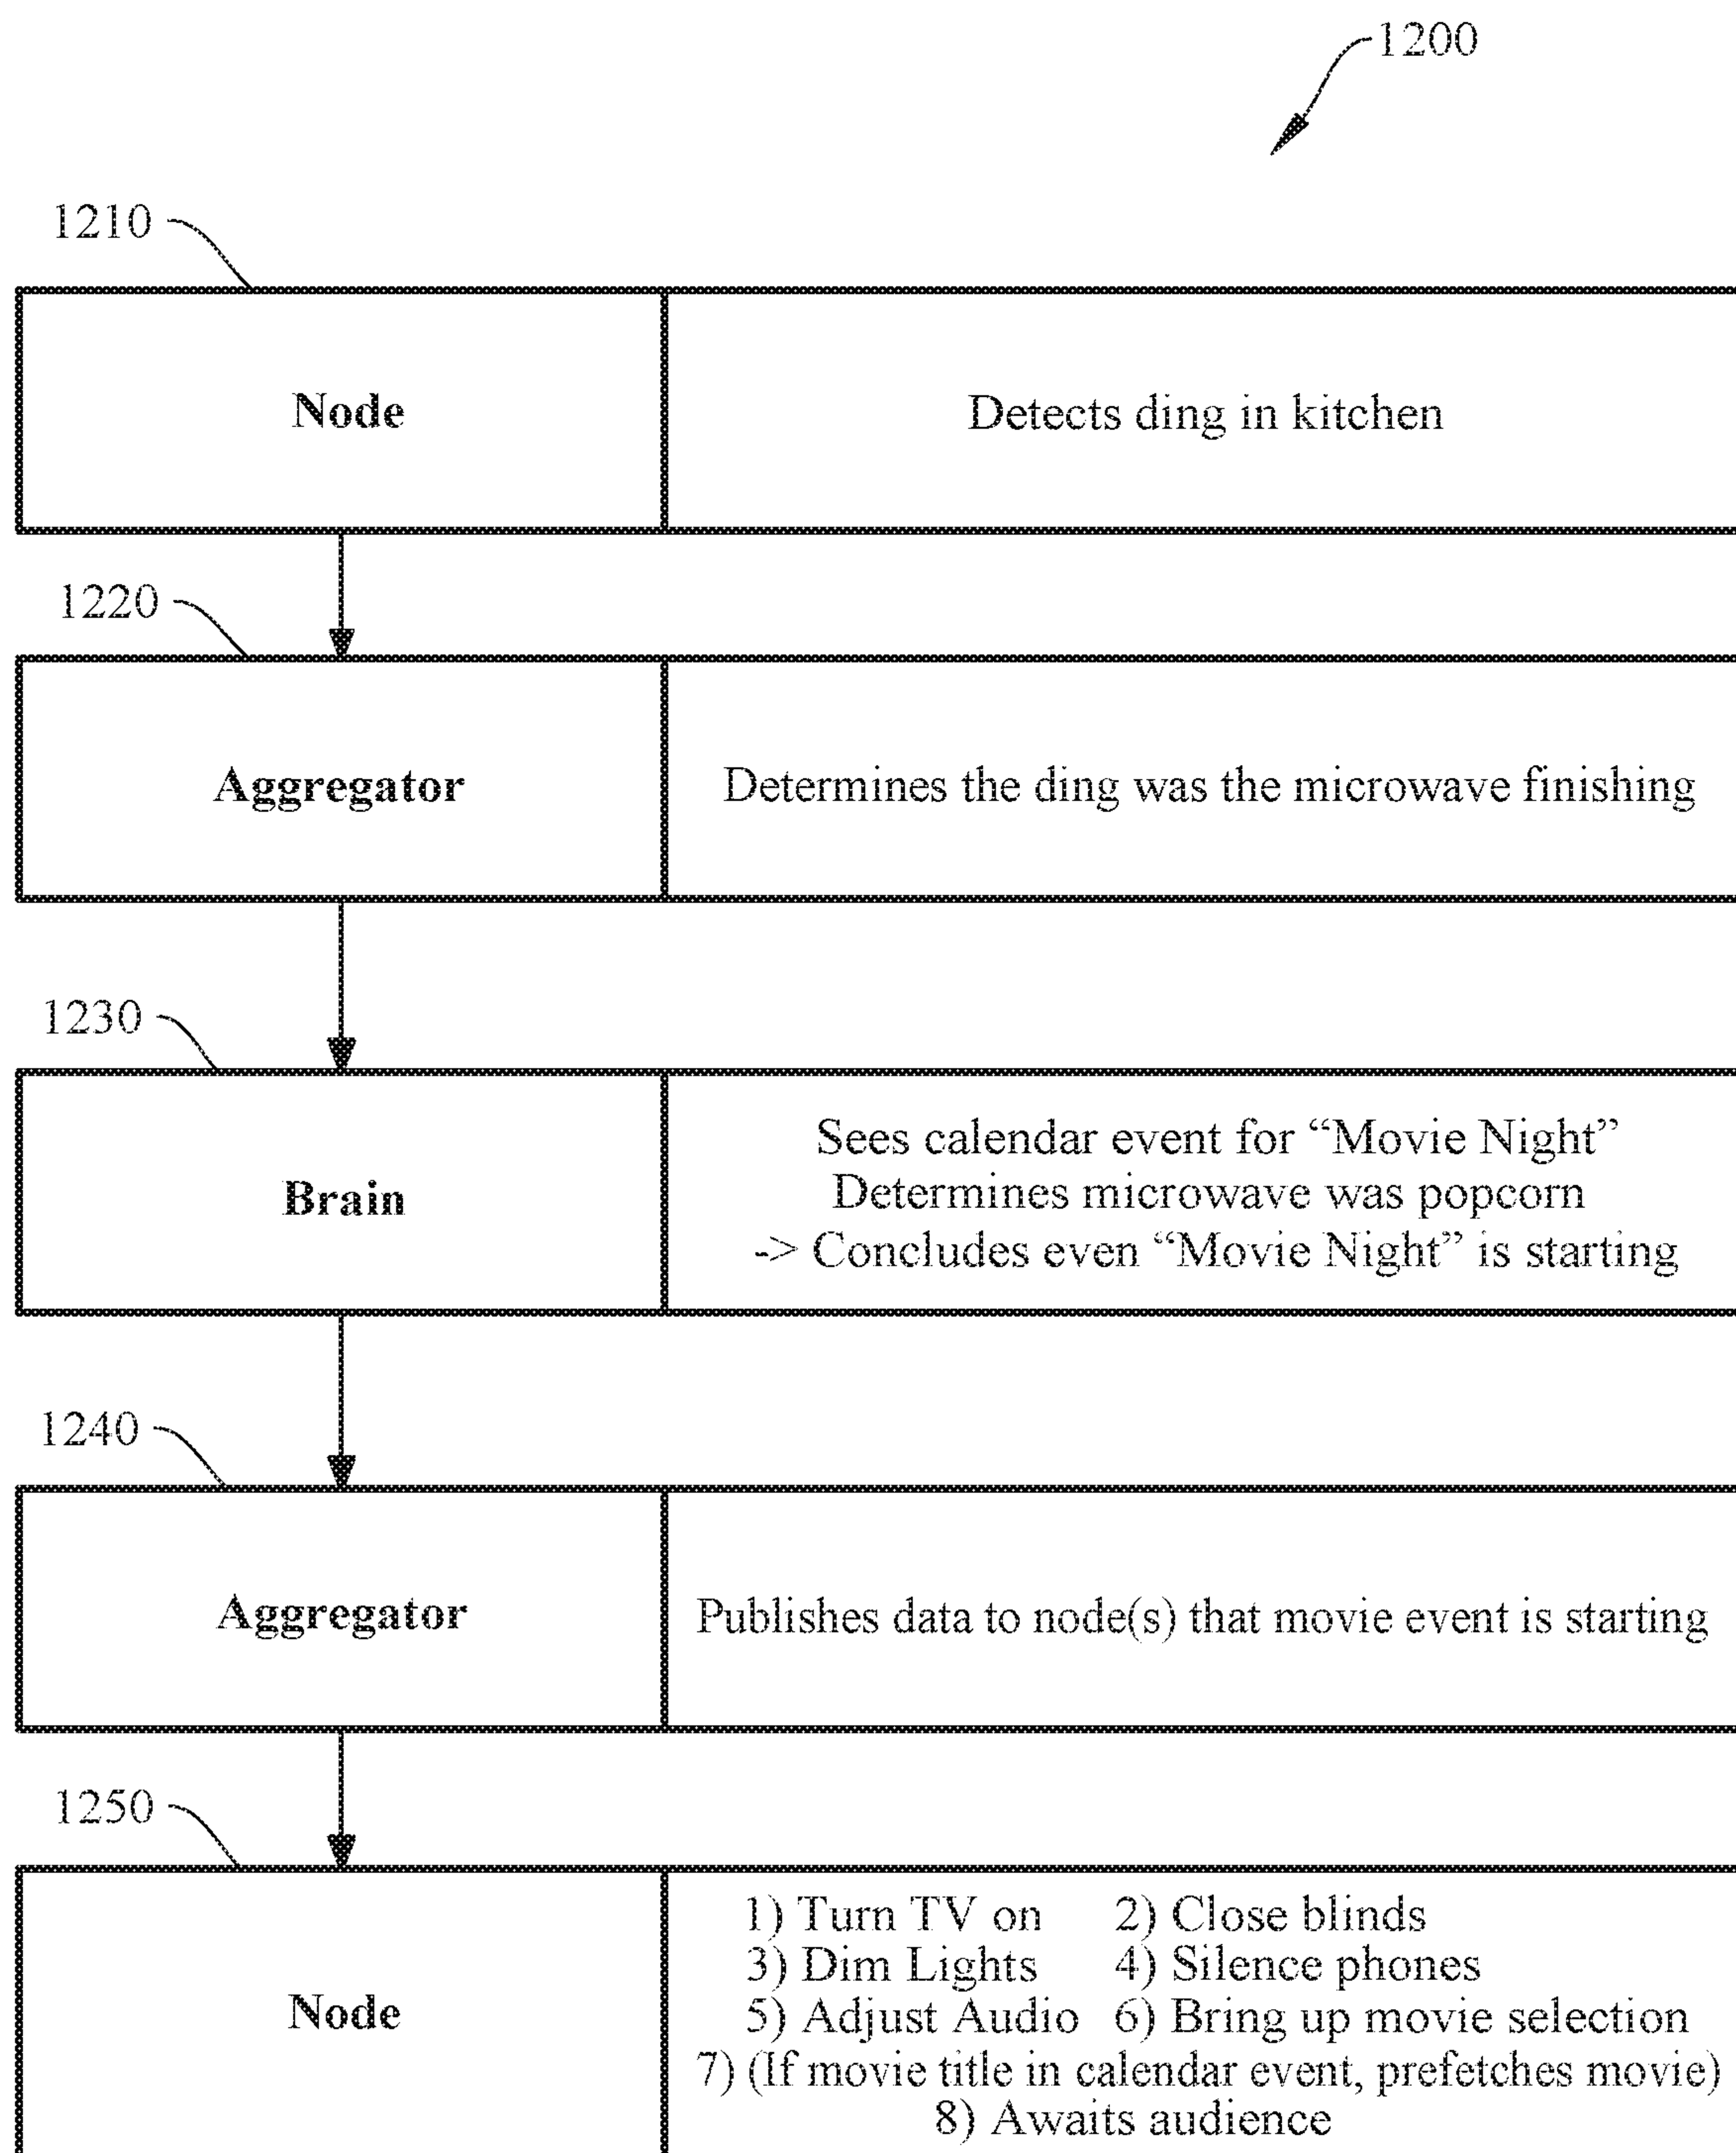 1200
1210
Node
Detects ding in kitchen
1220
Aggregator
Determines the ding was the microwave finishing
1230
Brain
Sees calendar event for “Movie Night”
Determines microwave was popcorn
-> Concludes even “Movie Night” is starting
1240
Aggregator
Publishes data to node(s) that movie event is starting
1250
Node
1) Turn TV on 2) Close blinds
3) Dim Lights 4) Silence phones
5) Adjust Audio 6) Bring up movie selection
7) (If movie title in calendar event, prefetches movie)
8) Awaits audience